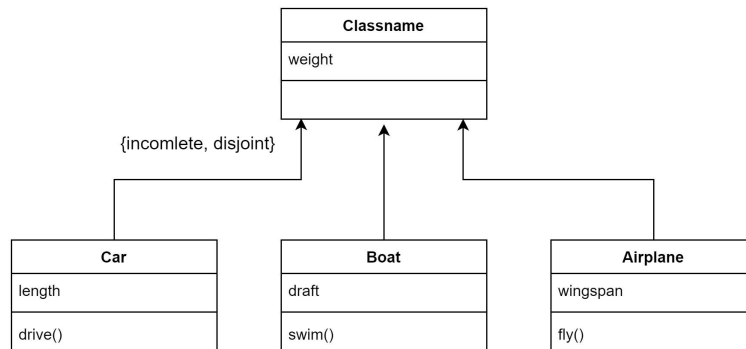 Classname
weight
{incomlete, disjoint}
Car
length
drive()
Boat
draft
swim()
Airplane
wingspan
fly()